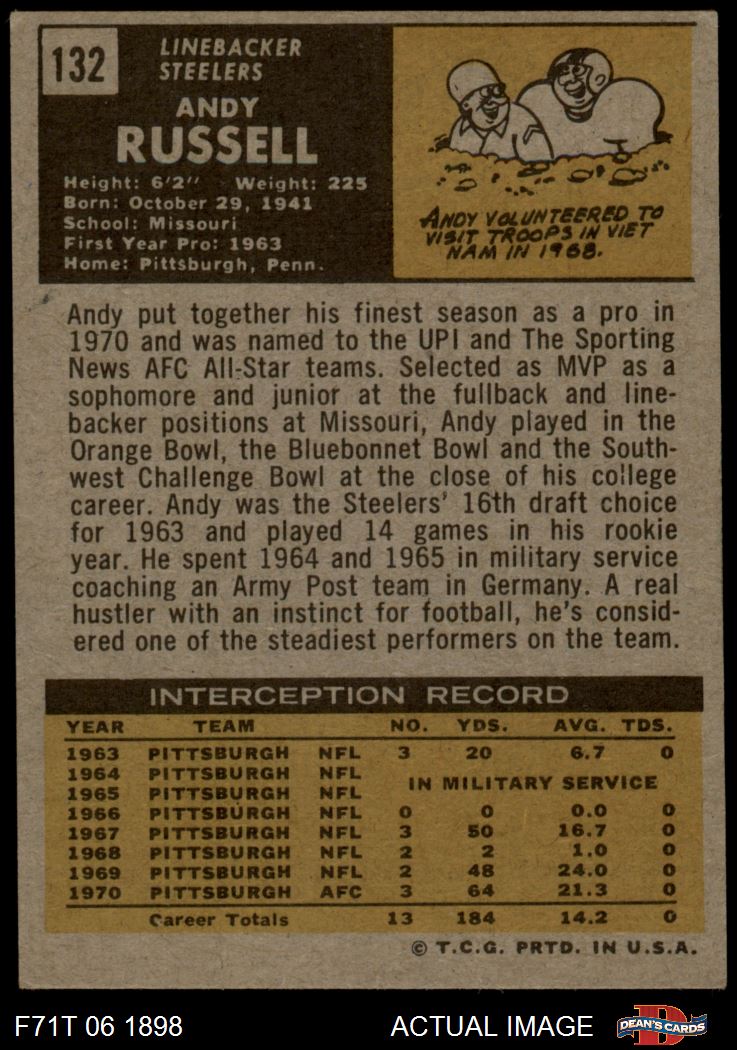 132
LINEBACKER
STEELERS
ANDY
RUSSELL
Height: 6'2" Weight: 225
Born: October 29, 1941
School: Missouri
First Year Pro: 1963
Home: Pittsburgh, Penn.
ANDY VOLUNTEERED TO
VISIT TROOPS IN VIET
NAM IN 1968.
Andy put together his finest season as a pro in
1970 and was named to the UPI and The Sporting
News AFC All-Star teams. Selected as MVP as a
sophomore and junior at the fullback and line-
backer positions at Missouri, Andy played in the
Orange Bowl, the Bluebonnet Bowl and the South-
west Challenge Bowl at the close of his college
career. Andy was the Steelers' 16th draft choice
for 1963 and played 14 games in his rookie
year. He spent 1964 and 1965 in military service
coaching an Army Post team in Germany. A real
hustler with an instinct for football, he's consid-
ered one of the steadiest performers on the team.
INTERCEPTION RECORD
YEAR TEAM NO. YDS. AVG. TDS.
1963 PITTSBURGH NFL 3 20 6.7 0
1964 PITTSBURGH NFL
IN MILITARY SERVICE
1965 PITTSBURGH NFL
1966 PITTSBURGH NFL 0 0 0.0 0
1967 PITTSBURGH NFL 3 50 16.7 0
1968 PITTSBURGH NFL 2 2 1.0 0
1969 PITTSBURGH NFL 2 48 24.0 0
1970 PITTSBURGH AFC 3 64 21.3 0
Career Totals 13 184 14.2 0
© T.C.G. PRTD. IN U.S.A.
F71T 06 1898 ACTUAL IMAGE
D
DEAN'S CARDS